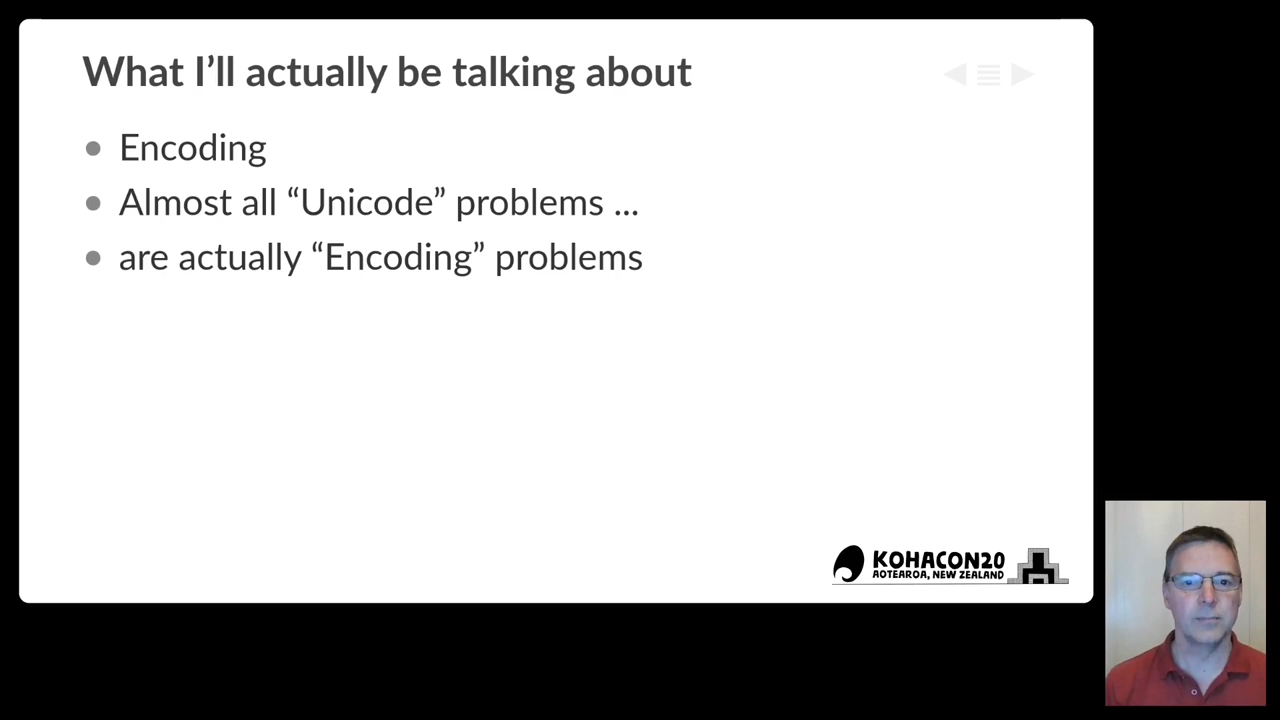 What I’ll actually be talking about
Encoding
Almost all “Unicode” problems ...
are actually “Encoding” problems
KOHACON20
AOTEAROA, NEW ZEALAND